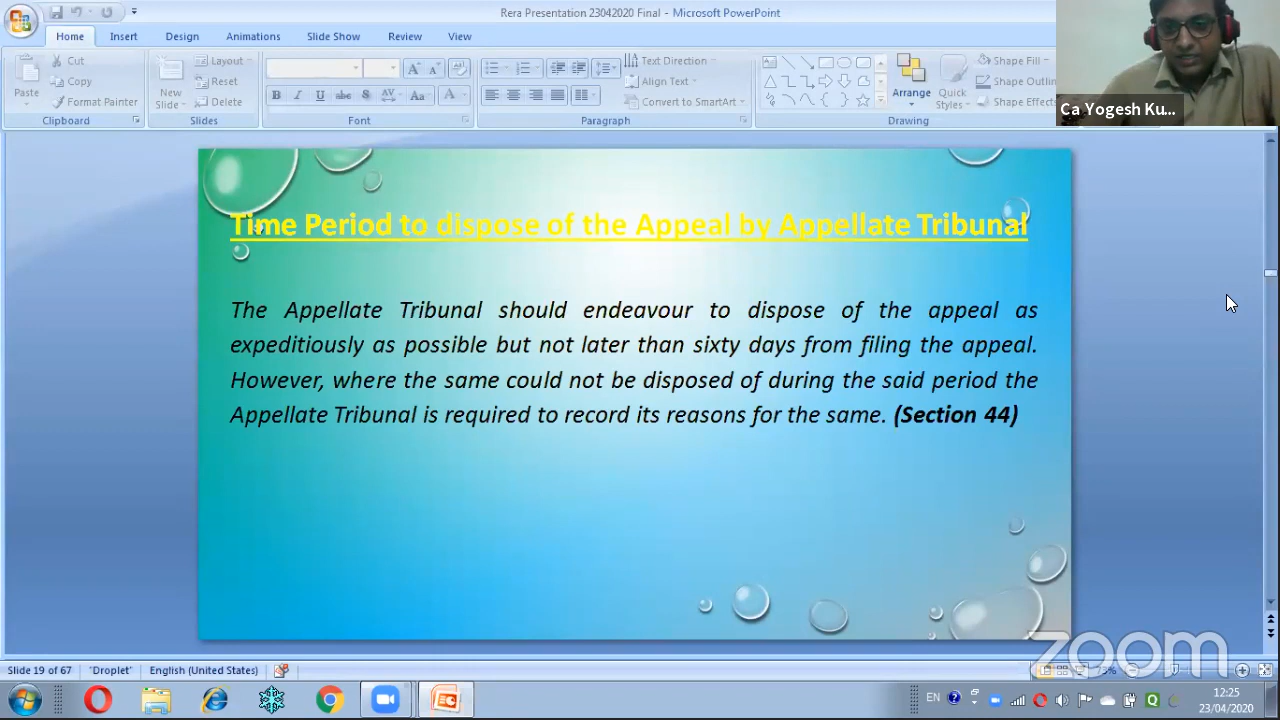 Rera Presentation 23042020 Final - Microsoft PowerPoint
Home Insert Design Animations Slide Show Review View
Cut
Copy
Format Painter
Paste
Clipboard
New Slide
Layout
Reset
Delete
Slides
B I U abc S AV Aa A
Font
Text Direction
Align Text
Convert to SmartArt
Paragraph
Arrange
Quick Styles
Shape Fill
Shape Outlin
Shape Effects
Drawing
Ca Yogesh Ku...
Time Period to dispose of the Appeal by Appellate Tribunal
The Appellate Tribunal should endeavour to dispose of the appeal as
expeditiously as possible but not later than sixty days from filing the appeal.
However, where the same could not be disposed of during the said period the
Appellate Tribunal is required to record its reasons for the same. (Section 44)
zoom
Slide 19 of 67 "Droplet" English (United States)
EN
12:25
23/04/2020